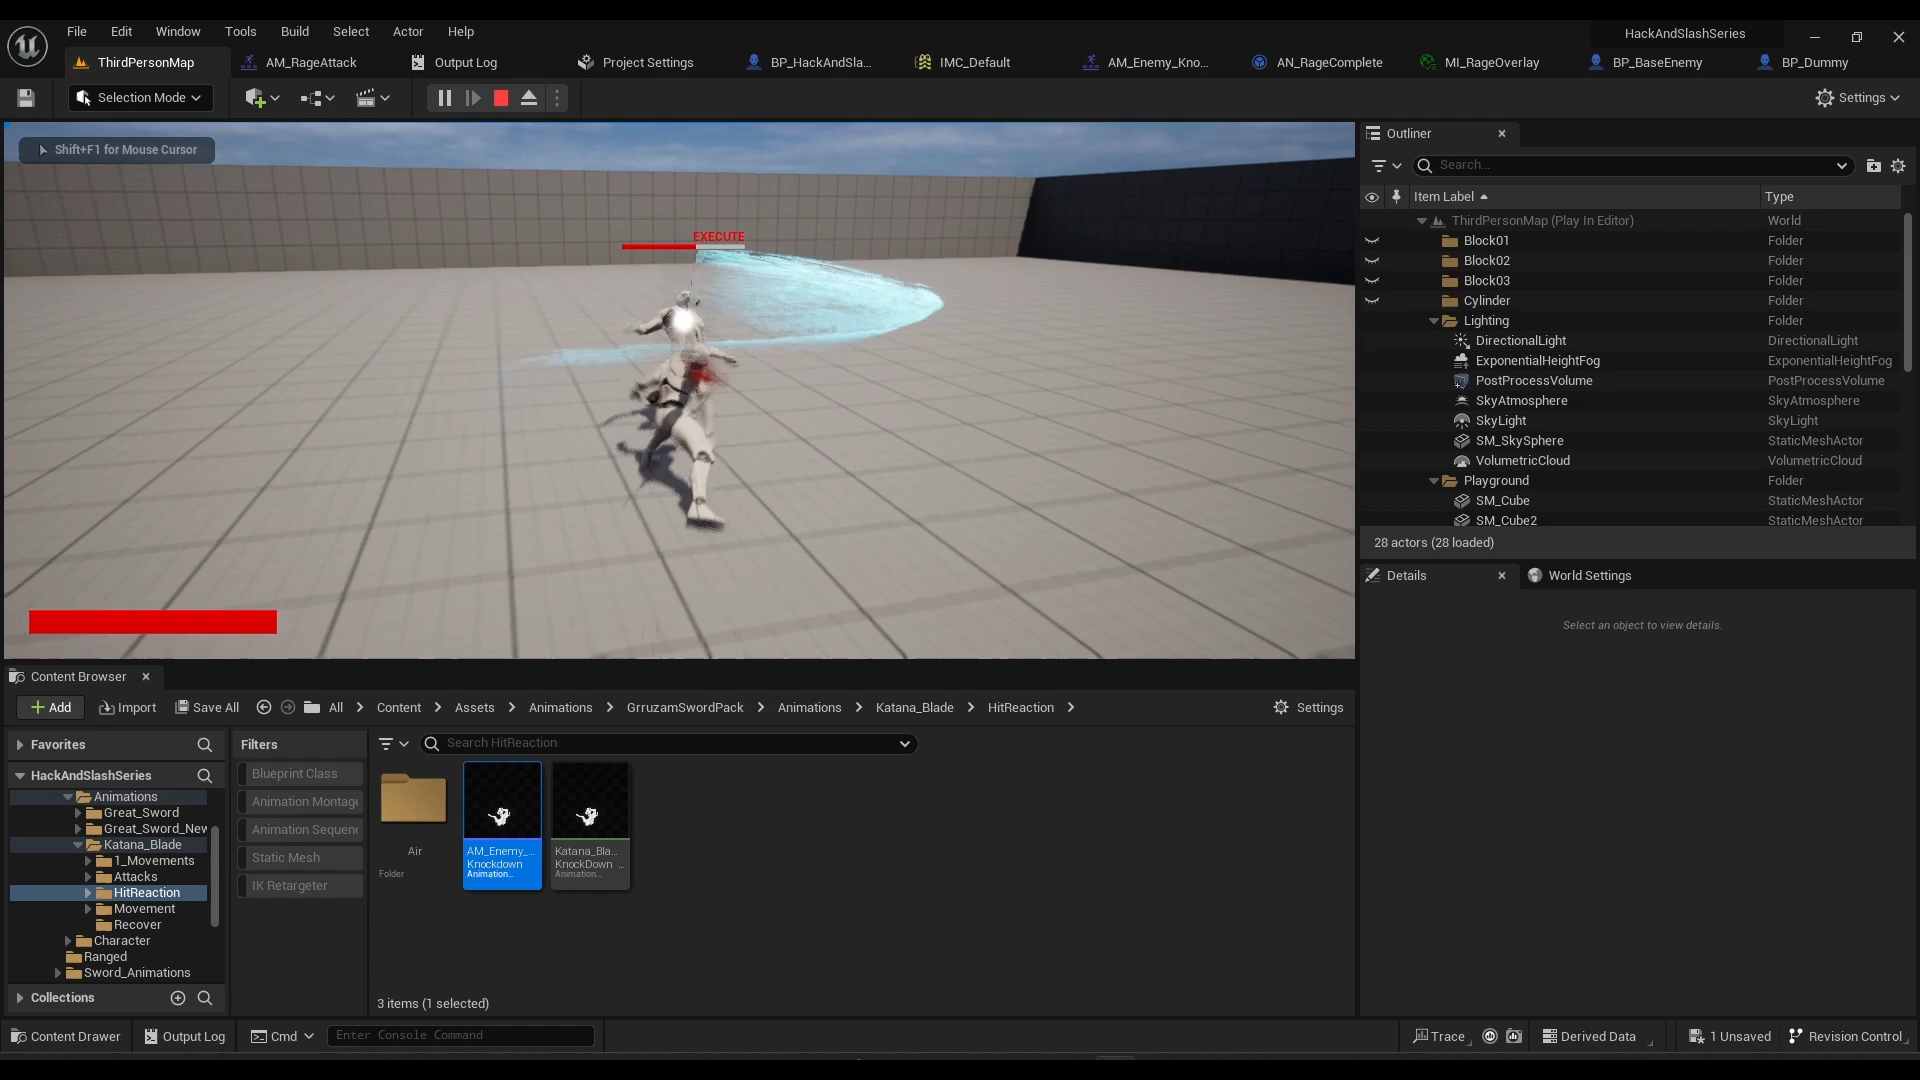 File Edit Window Tools Build Select Actor Help
HackAndSlashSeries
ThirdPersonMap
AM_RageAttack
Output Log
Project Settings
BP_HackAndSla...
IMC_Default
AM_Enemy_Kno...
AN_RageComplete
MI_RageOverlay
BP_BaseEnemy
BP_Dummy
Selection Mode
Settings
Shift+F1 for Mouse Cursor
EXECUTE
Outliner
Search...
Item Label Type
ThirdPersonMap (Play In Editor) World
Block01 Folder
Block02 Folder
Block03 Folder
Cylinder Folder
Lighting Folder
DirectionalLight DirectionalLight
ExponentialHeightFog ExponentialHeightFog
PostProcessVolume PostProcessVolume
SkyAtmosphere SkyAtmosphere
SkyLight SkyLight
SM_SkySphere StaticMeshActor
VolumetricCloud VolumetricCloud
Playground Folder
SM_Cube StaticMeshActor
SM_Cube2 StaticMeshActor
28 actors (28 loaded)
Details
World Settings
Select an object to view details.
Content Browser
Add
Import
Save All
All Content Assets Animations GrruzamSwordPack Animations Katana_Blade HitReaction
Settings
Favorites
HackAndSlashSeries
Animations
Great_Sword
Great_Sword_New
Katana_Blade
1_Movements
Attacks
HitReaction
Movement
Recover
Character
Ranged
Sword_Animations
Collections
Filters
Blueprint Class
Animation Montage
Animation Sequenc
Static Mesh
IK Retargeter
Search HitReaction
Air
Folder
AM_Enemy_...
Knockdown
Animation...
Katana_Bla...
KnockDown ...
Animation...
3 items (1 selected)
Content Drawer
Output Log
Cmd
Enter Console Command
Trace
Derived Data
1 Unsaved
Revision Control